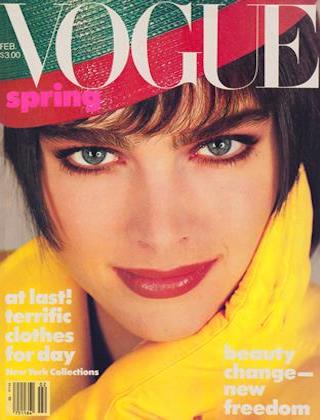 VOGUE
FEB.
$3.00
spring
at last!
terrific
clothes
for day
New York Collections
beauty
change—
new
freedom